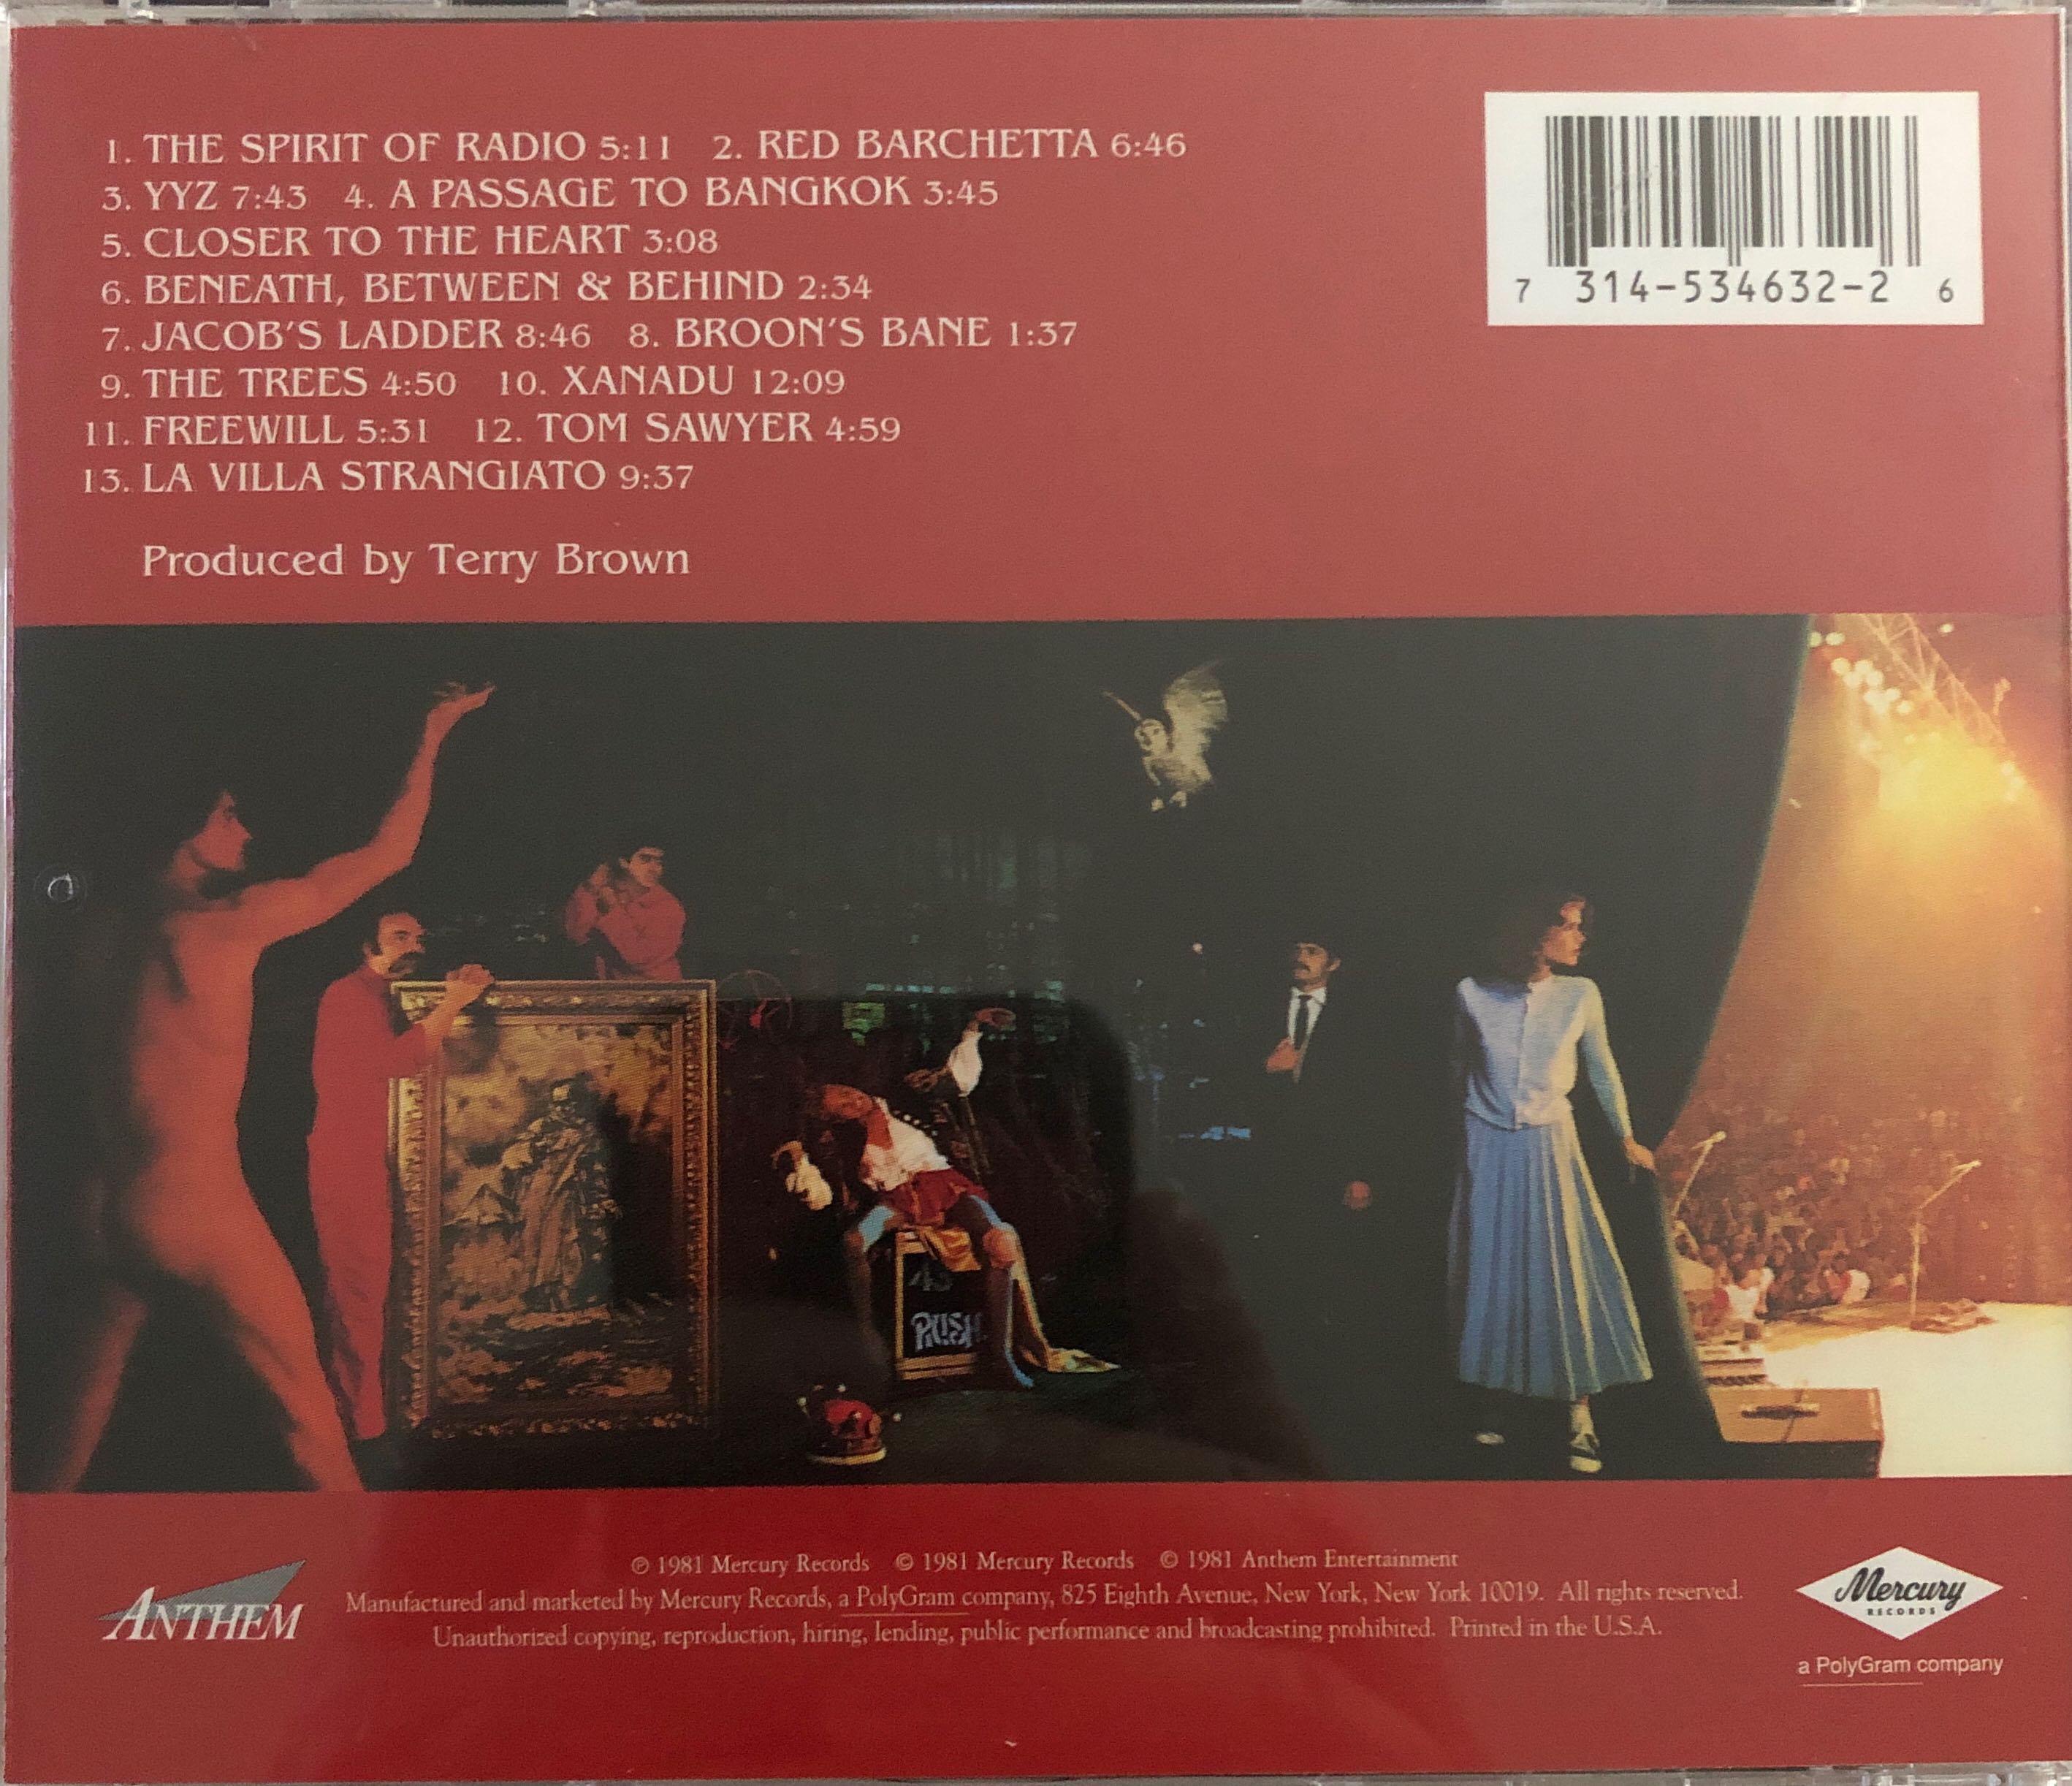 1. THE SPIRIT OF RADIO 5:11 2. RED BARCHETTA 6:46
3. YYZ 7:43 4. A PASSAGE TO BANGKOK 3:45
5. CLOSER TO THE HEART 3:08
6. BENEATH, BETWEEN & BEHIND 2:34
7. JACOB'S LADDER 8:46 8. BROON'S BANE 1:37
9. THE TREES 4:50 10. XANADU 12:09
11. FREEWILL 5:31 12. TOM SAWYER 4:59
13. LA VILLA STRANGIATO 9:37
Produced by Terry Brown
7 314-534632-2 6
43
RUSH
℗ 1981 Mercury Records © 1981 Mercury Records © 1981 Anthem Entertainment
Manufactured and marketed by Mercury Records, a PolyGram company, 825 Eighth Avenue, New York, New York 10019. All rights reserved.
Unauthorized copying, reproduction, hiring, lending, public performance and broadcasting prohibited. Printed in the U.S.A.
ANTHEM
Mercury
RECORDS
a PolyGram company